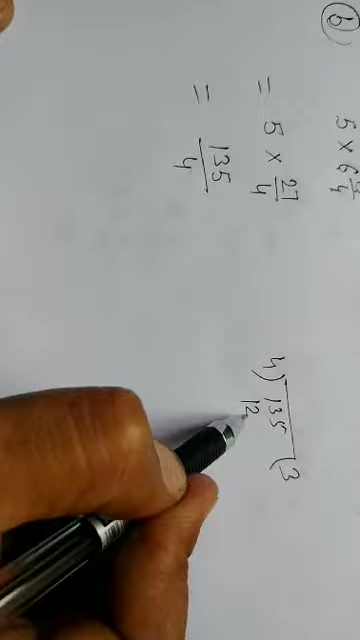 (b) 5 × 6 3/4
= 5 × 27/4
= 135/4
4) 135 (3
12